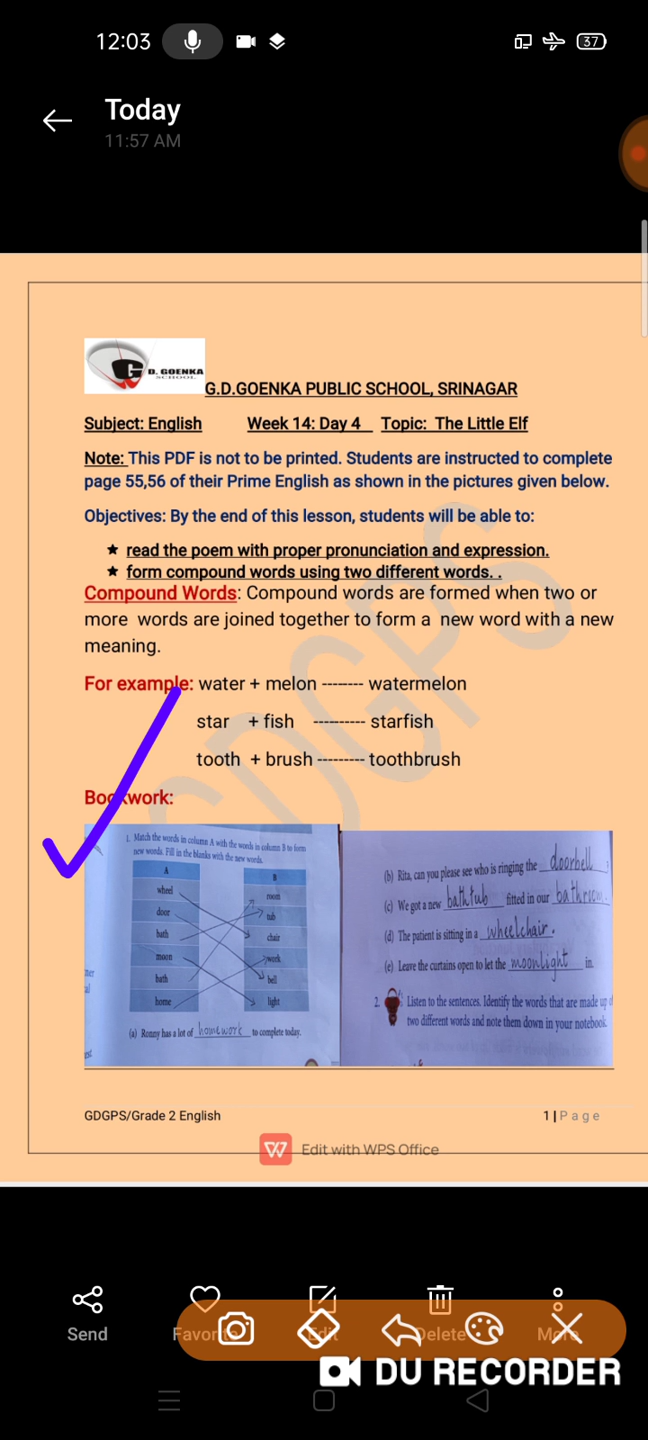 12:03
37
Today
11:57 AM
G D. GOENKA
SCHOOL
G.D.GOENKA PUBLIC SCHOOL, SRINAGAR
Subject: English Week 14: Day 4 Topic: The Little Elf
Note: This PDF is not to be printed. Students are instructed to complete
page 55,56 of their Prime English as shown in the pictures given below.
Objectives: By the end of this lesson, students will be able to:
★ read the poem with proper pronunciation and expression.
★ form compound words using two different words. .
Compound Words: Compound words are formed when two or
more words are joined together to form a new word with a new
meaning.
For example: water + melon -------- watermelon
star + fish ---------- starfish
tooth + brush --------- toothbrush
Bookwork:
1. Match the words in column A with the words in column B to form
new words. Fill in the blanks with the new words.
A B
wheel room
door tub
bath chair
moon work
bath bell
home light
(a) Ronny has a lot of homework to complete today.
(b) Rita, can you please see who is ringing the doorbell ?
(c) We got a new bathtub fitted in our bathroom.
(d) The patient is sitting in a wheelchair.
(e) Leave the curtains open to let the moonlight in.
2. Listen to the sentences. Identify the words that are made up of
two different words and note them down in your notebook.
GDGPS
GDGPS/Grade 2 English 1 | Page
Edit with WPS Office
Send Favorite Edit Delete More
DU RECORDER